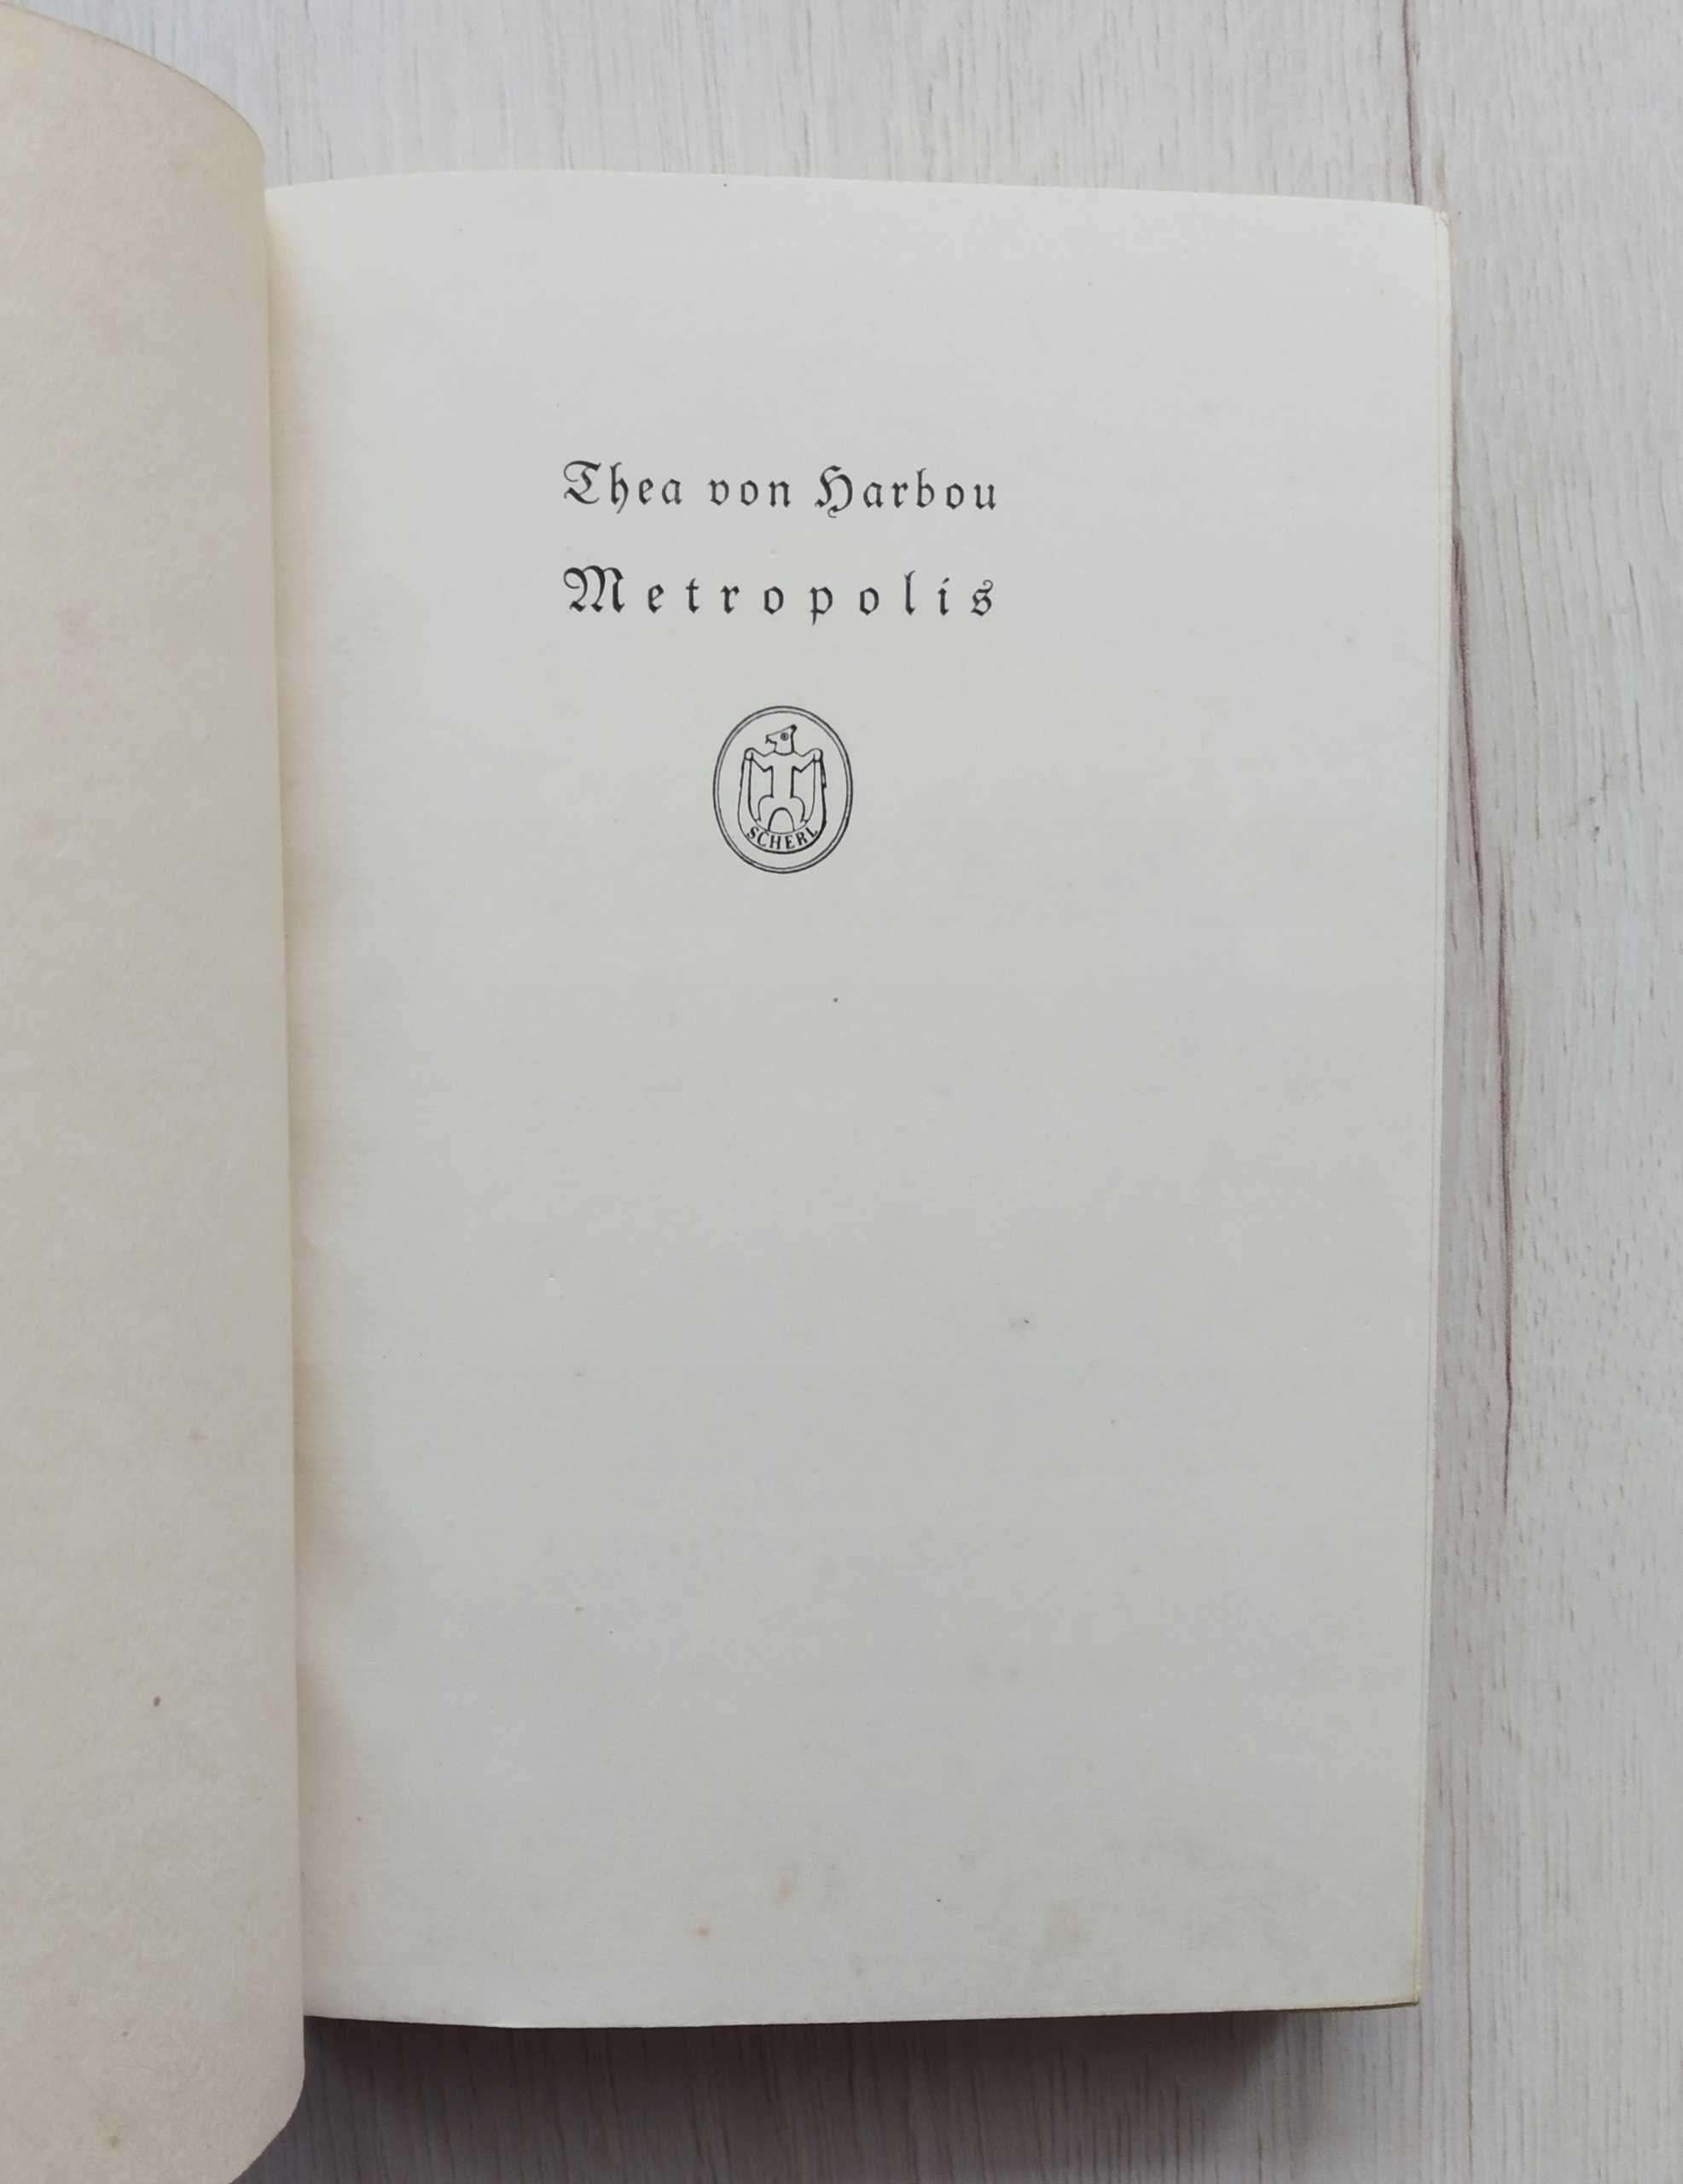 Thea von Harbou
Metropolis
SCHERL